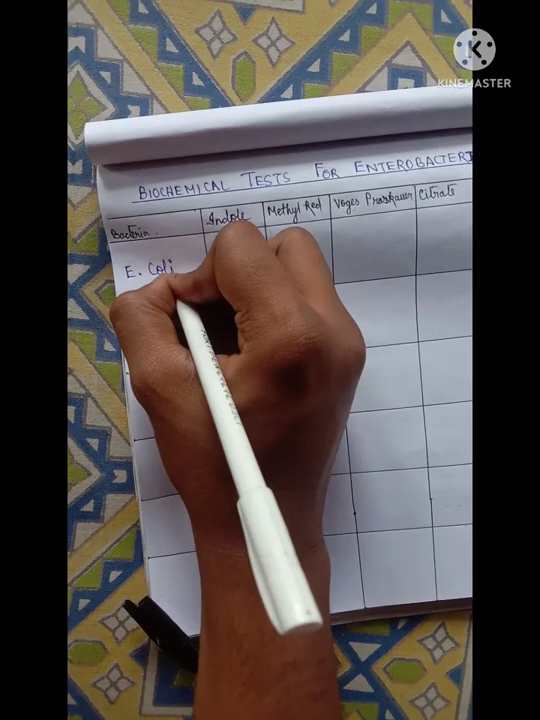 KINEMASTER
BIOCHEMICAL TESTS FOR ENTEROBACTERI
Bacteria. Indole Methyl Red Voges Proskauer Citrate
E. Coli